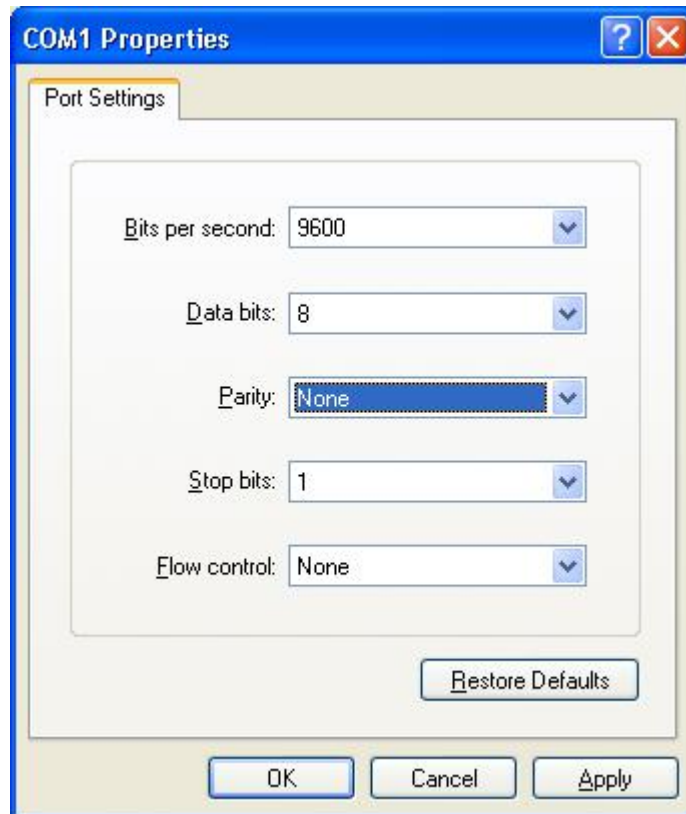 COM1 Properties
Port Settings
Bits per second: 9600
Data bits: 8
Parity: None
Stop bits: 1
Flow control: None
Restore Defaults
OK Cancel Apply